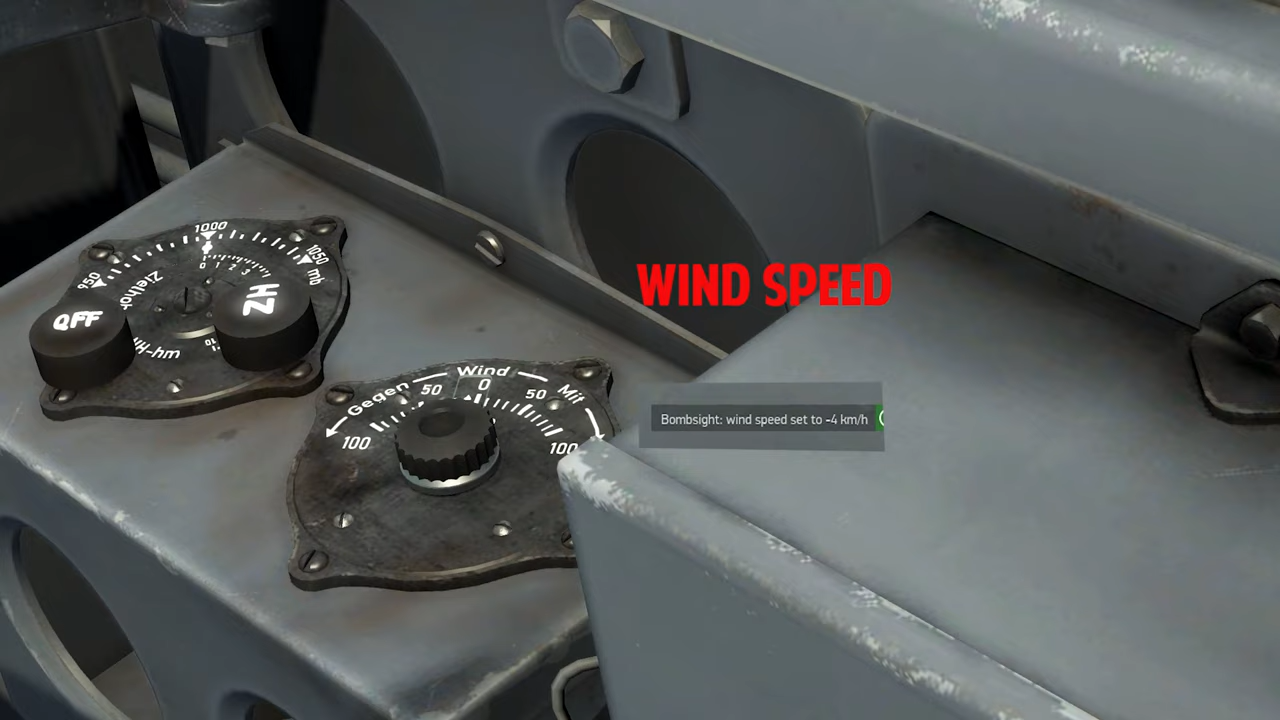 1000
950
1050 mb
0 1 2 3
QFF
HZ
WIND SPEED
Wind
Gegen
50
0
50
Mit
100
100
Bombsight: wind speed set to -4 km/h